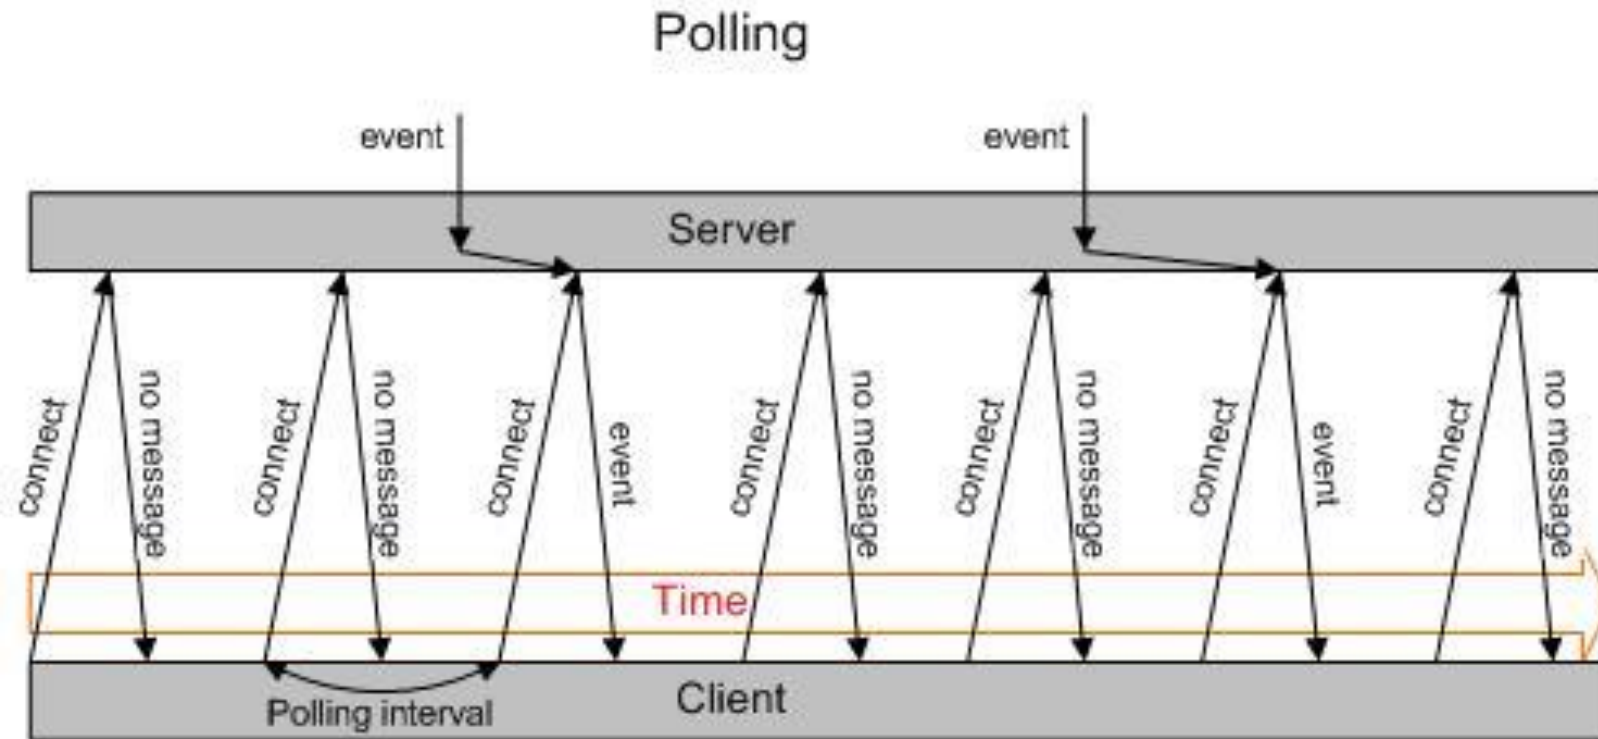 Polling
event
event
Server
connect
no message
connect
no message
connect
event
connect
no message
connect
no message
connect
event
connect
no message
Time
Client
Polling interval